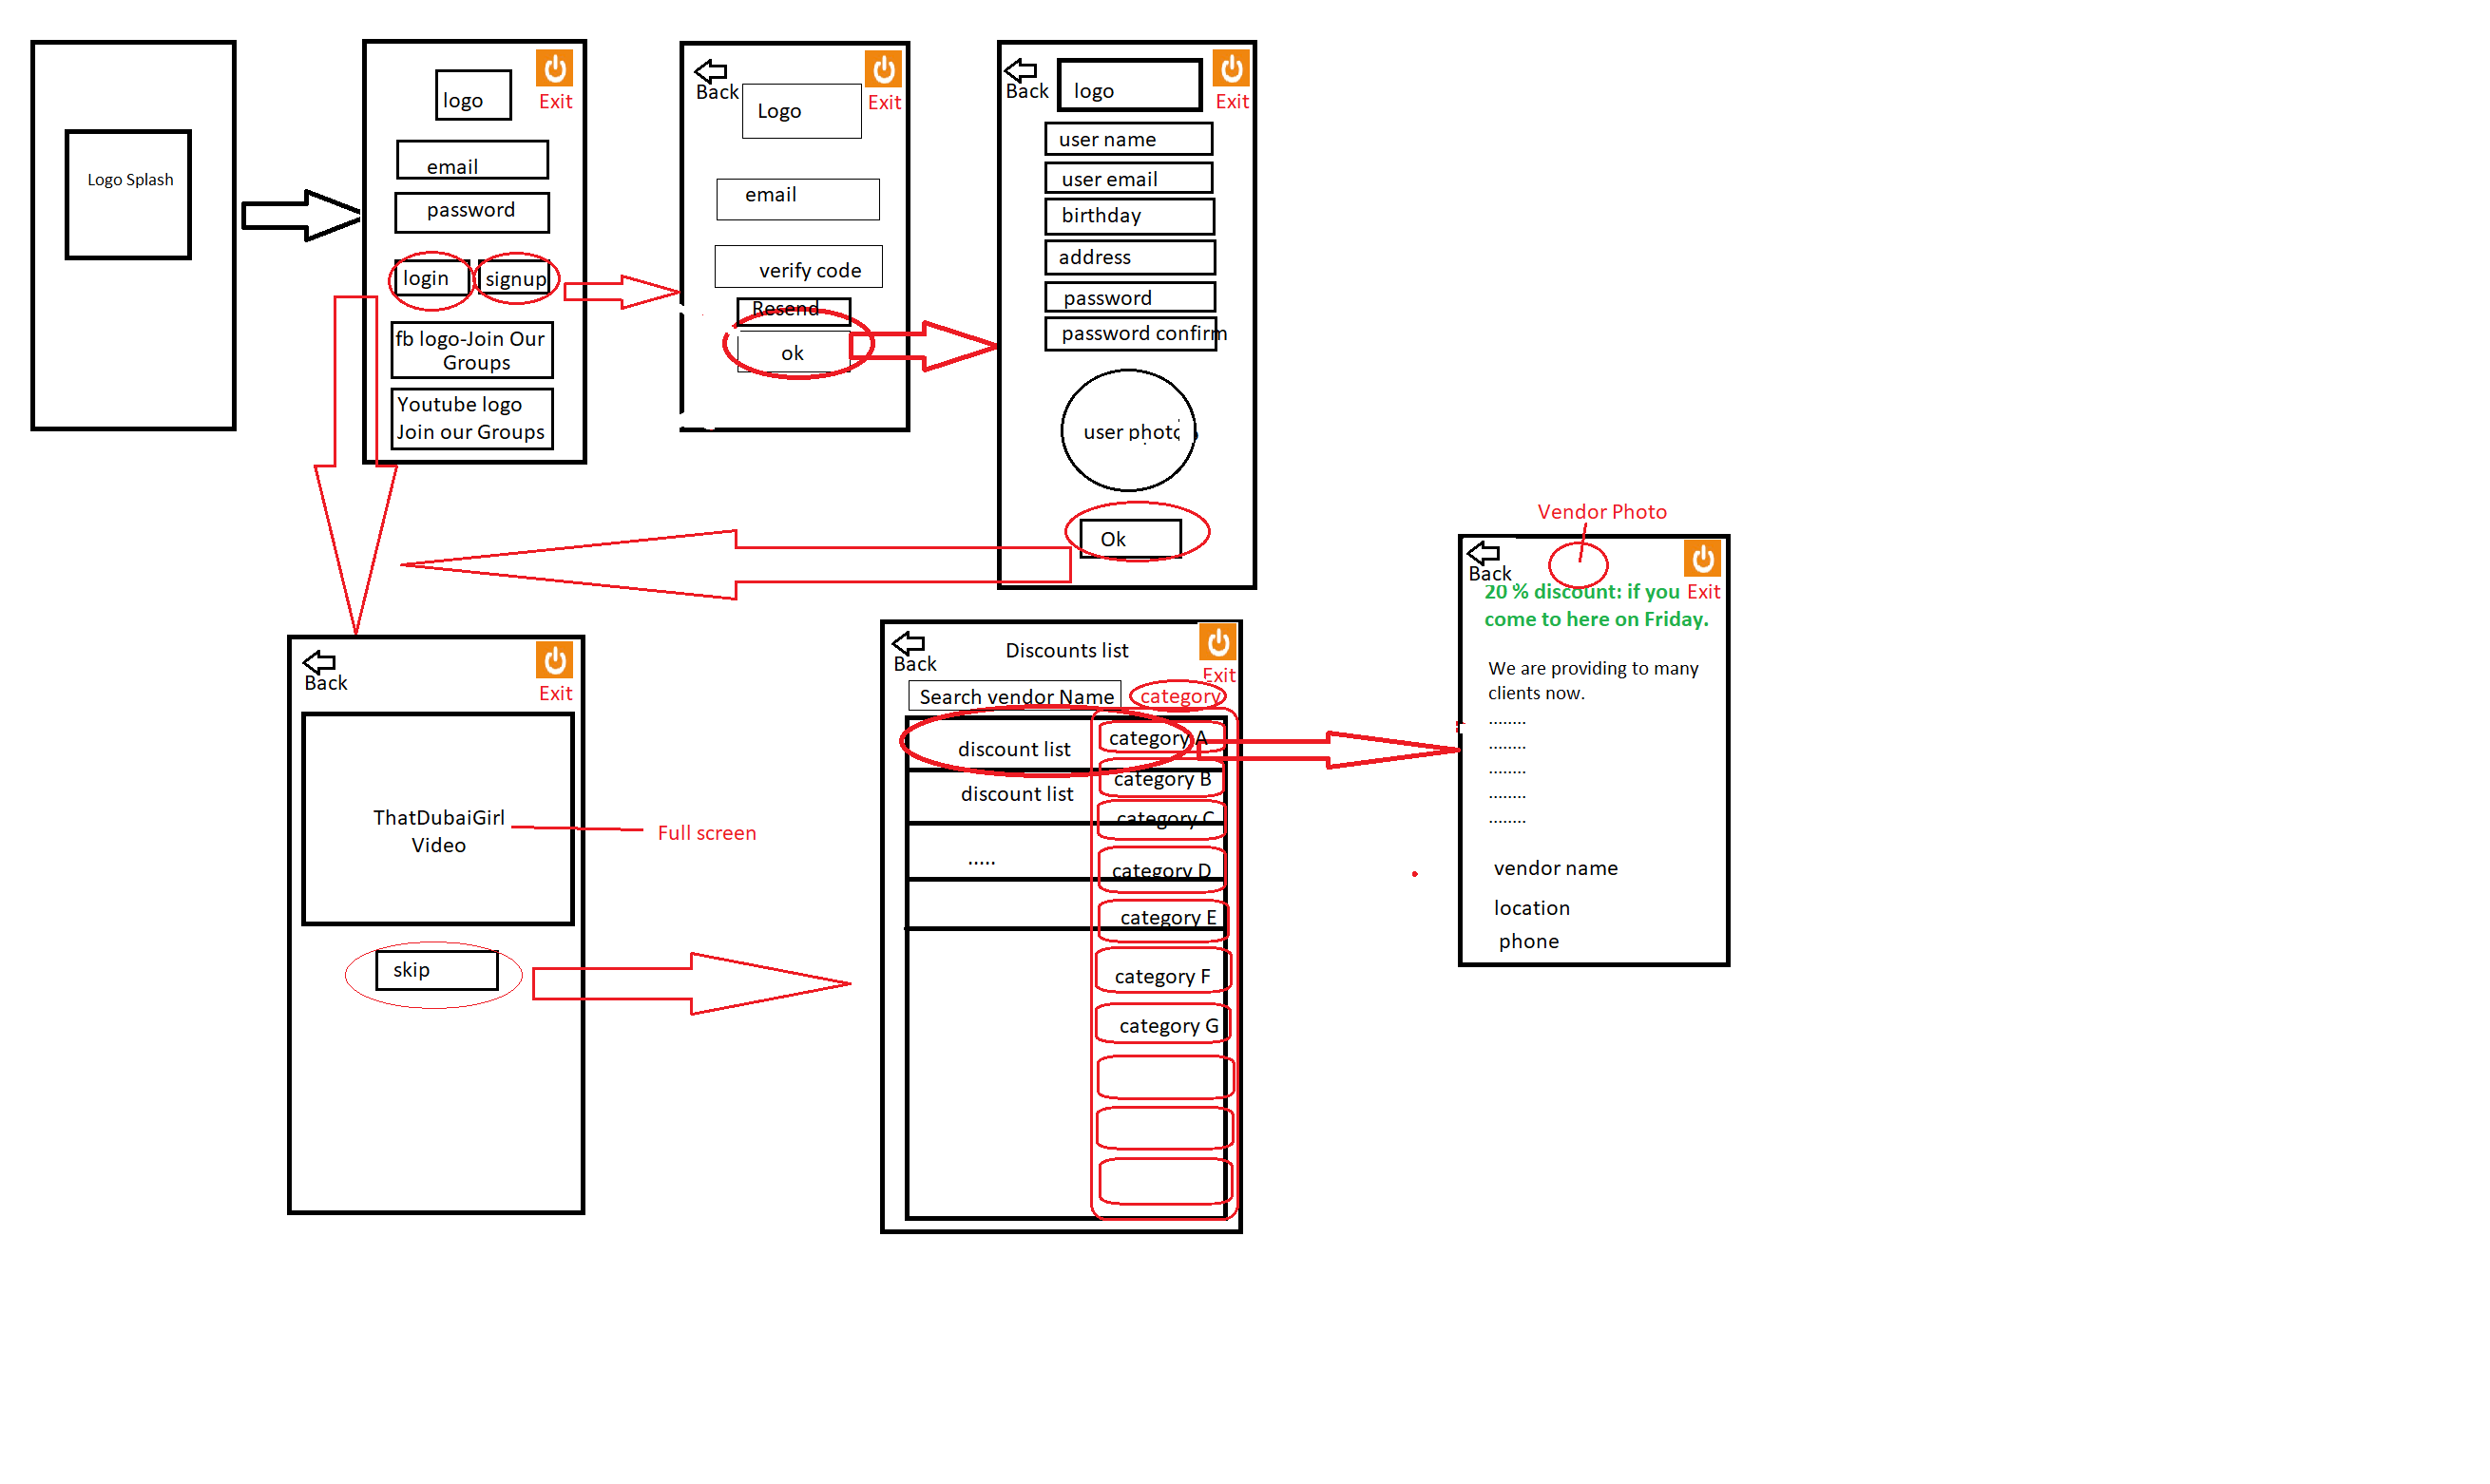 Logo Splash
Exit
logo
email
password
login
signup
fb logo-Join Our
Groups
Youtube logo
Join our Groups
Back
Exit
Logo
email
verify code
Resend
ok
Back
logo
Exit
user name
user email
birthday
address
password
password confirm
user photo
Ok
Back
Exit
ThatDubaiGirl
Video
Full screen
skip
Back
Discounts list
Exit
Search vendor Name
category
discount list
discount list
.....
category A
category B
category C
category D
category E
category F
category G
Vendor Photo
Back
Exit
20 % discount: if you
come to here on Friday.
We are providing to many
clients now.
........
........
........
........
........
vendor name
location
phone